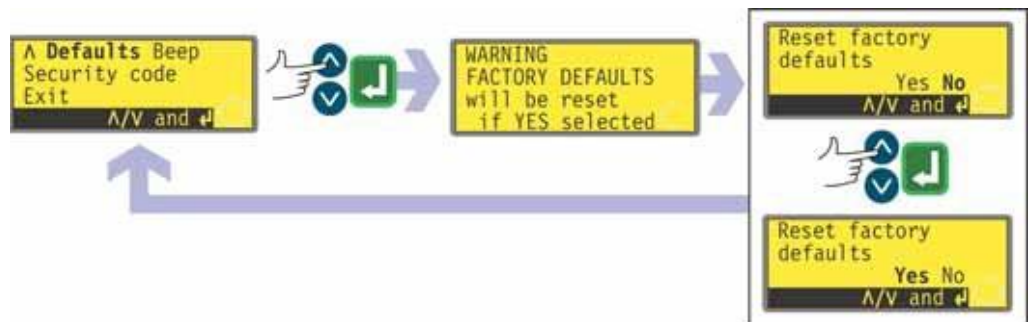 ∧ Defaults Beep
Security code
Exit
∧/∨ and ↵
WARNING
FACTORY DEFAULTS
will be reset
if YES selected
Reset factory
defaults
Yes No
∧/∨ and ↵
Reset factory
defaults
Yes No
∧/∨ and ↵